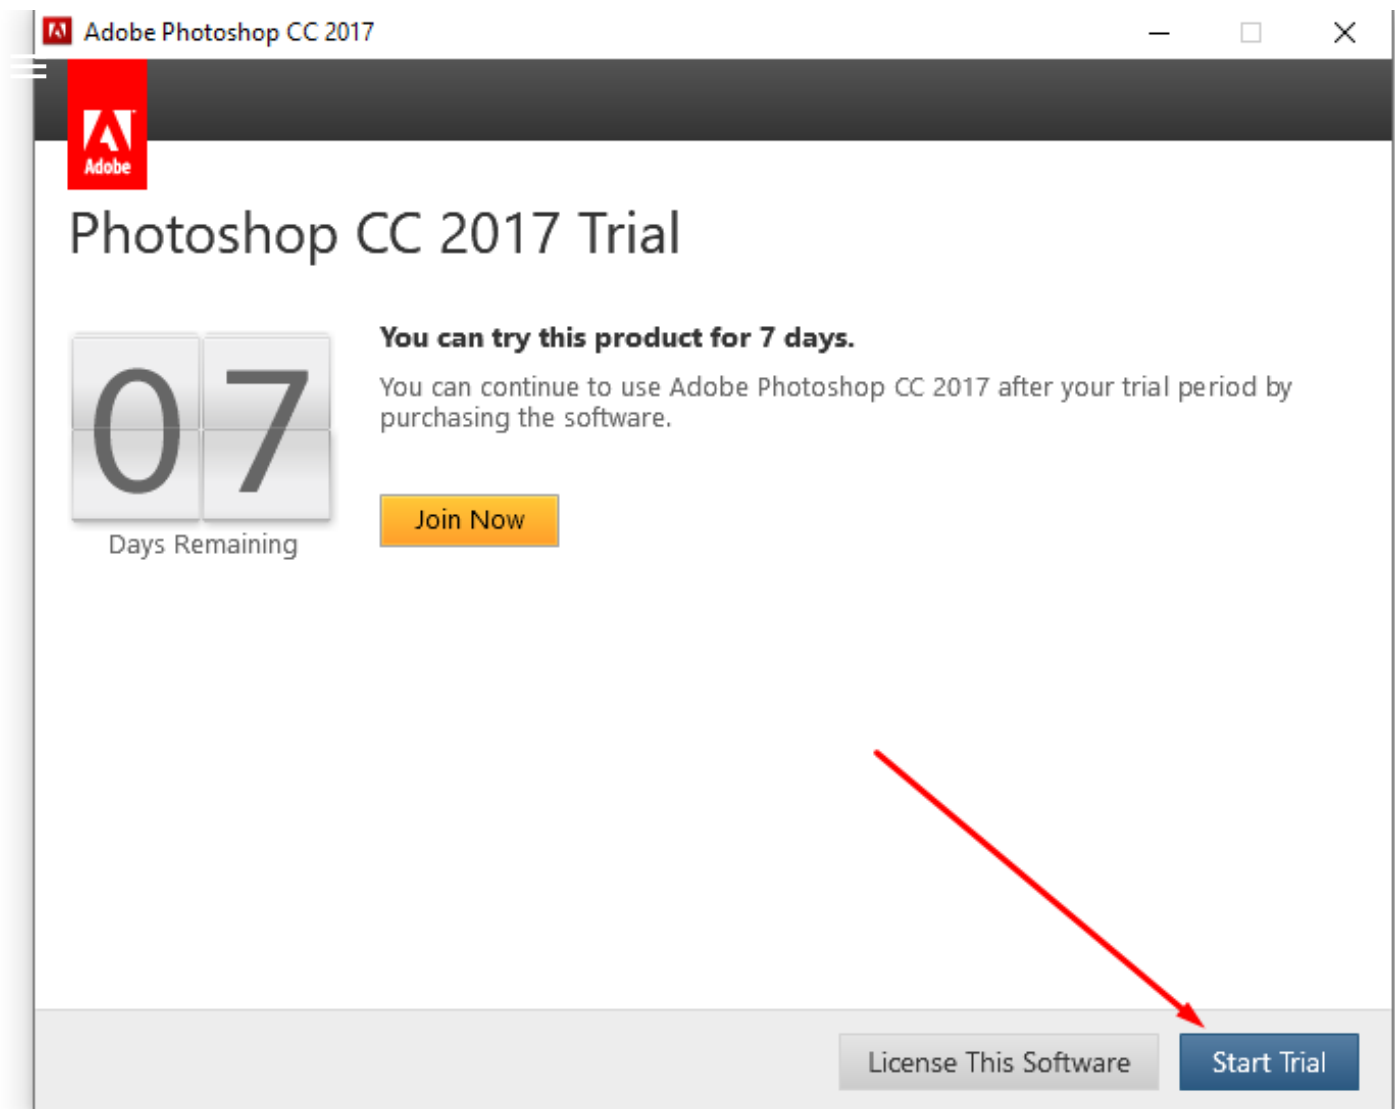 Adobe Photoshop CC 2017
Adobe
Photoshop CC 2017 Trial
07
Days Remaining
You can try this product for 7 days.
You can continue to use Adobe Photoshop CC 2017 after your trial period by
purchasing the software.
Join Now
License This Software
Start Trial